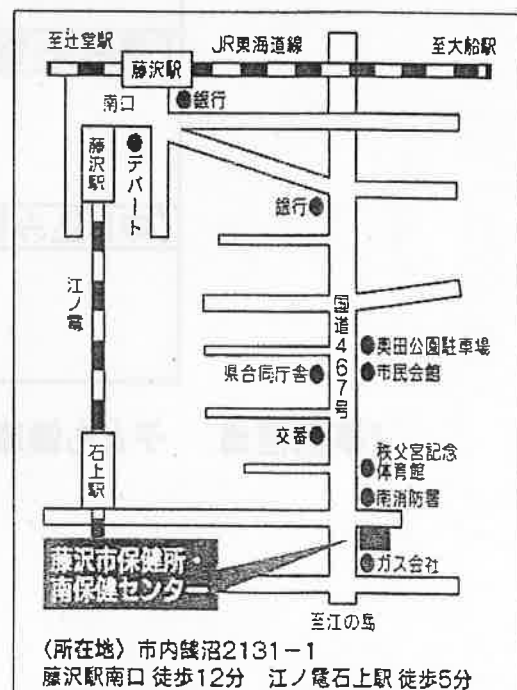 至辻堂駅
JR東海道線
至大船駅
藤沢駅
南口
銀行
藤沢駅
デパート
銀行
江ノ電
国道467号
奥田公園駐車場
県合同庁舎
市民会館
交番
秩父宮記念
体育館
石上駅
南消防署
藤沢市保健所・
南保健センター
ガス会社
至江の島
〈所在地〉市内鵠沼2131-1
藤沢駅南口 徒歩12分 江ノ電石上駅 徒歩5分